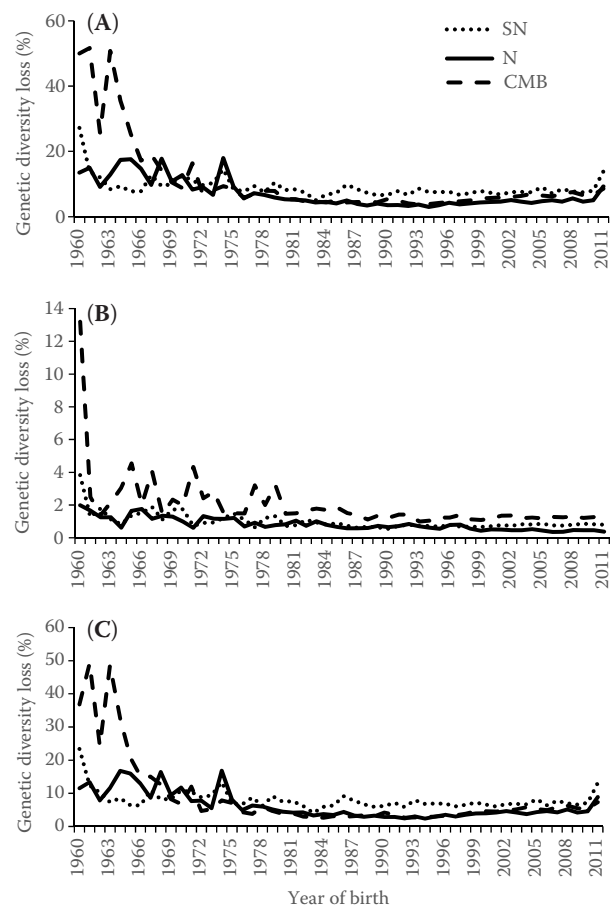 (A)
Genetic diversity loss (%)
60
40
20
0
SN
N
CMB
1960 1963 1966 1969 1972 1975 1978 1981 1984 1987 1990 1993 1996 1999 2002 2005 2008 2011
(B)
Genetic diversity loss (%)
14
12
10
8
6
4
2
0
1960 1963 1966 1969 1972 1975 1978 1981 1984 1987 1990 1993 1996 1999 2002 2005 2008 2011
(C)
Genetic diversity loss (%)
60
50
40
30
20
10
0
1960 1963 1966 1969 1972 1975 1978 1981 1984 1987 1990 1993 1996 1999 2002 2005 2008 2011
Year of birth